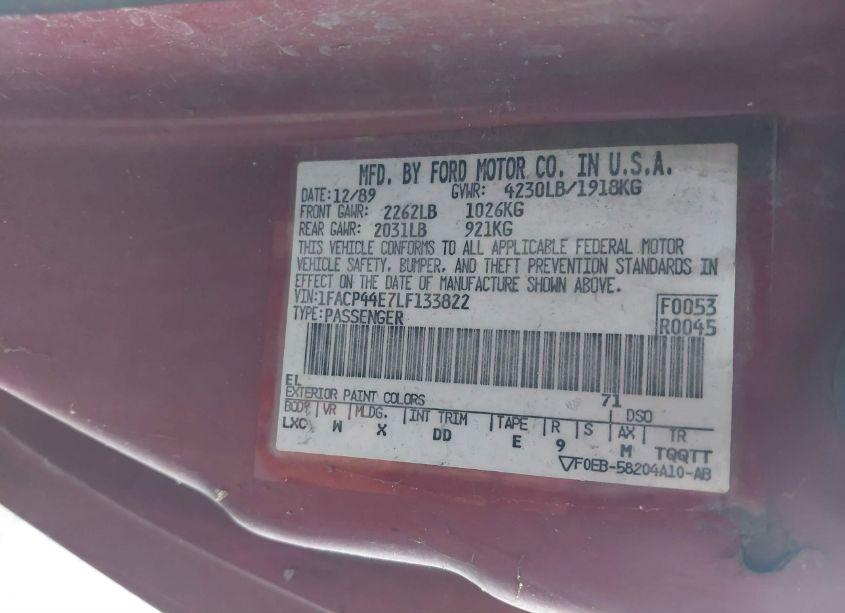 MFD. BY FORD MOTOR CO. IN U.S.A.
DATE: 12/89 GVWR: 4230LB/1918KG
FRONT GAWR: 2262LB 1026KG
REAR GAWR: 2031LB 921KG
THIS VEHICLE CONFORMS TO ALL APPLICABLE FEDERAL MOTOR
VEHICLE SAFETY, BUMPER, AND THEFT PREVENTION STANDARDS IN
EFFECT ON THE DATE OF MANUFACTURE SHOWN ABOVE.
VIN: 1FACP44E7LF133822 F0053
TYPE: PASSENGER R0045
EL 71
EXTERIOR PAINT COLORS DSO
BODY VR MLDG. INT TRIM TAPE R S AX TR
LXC W X DD E 9 M TQQTT
F0EB-58204A10-AB